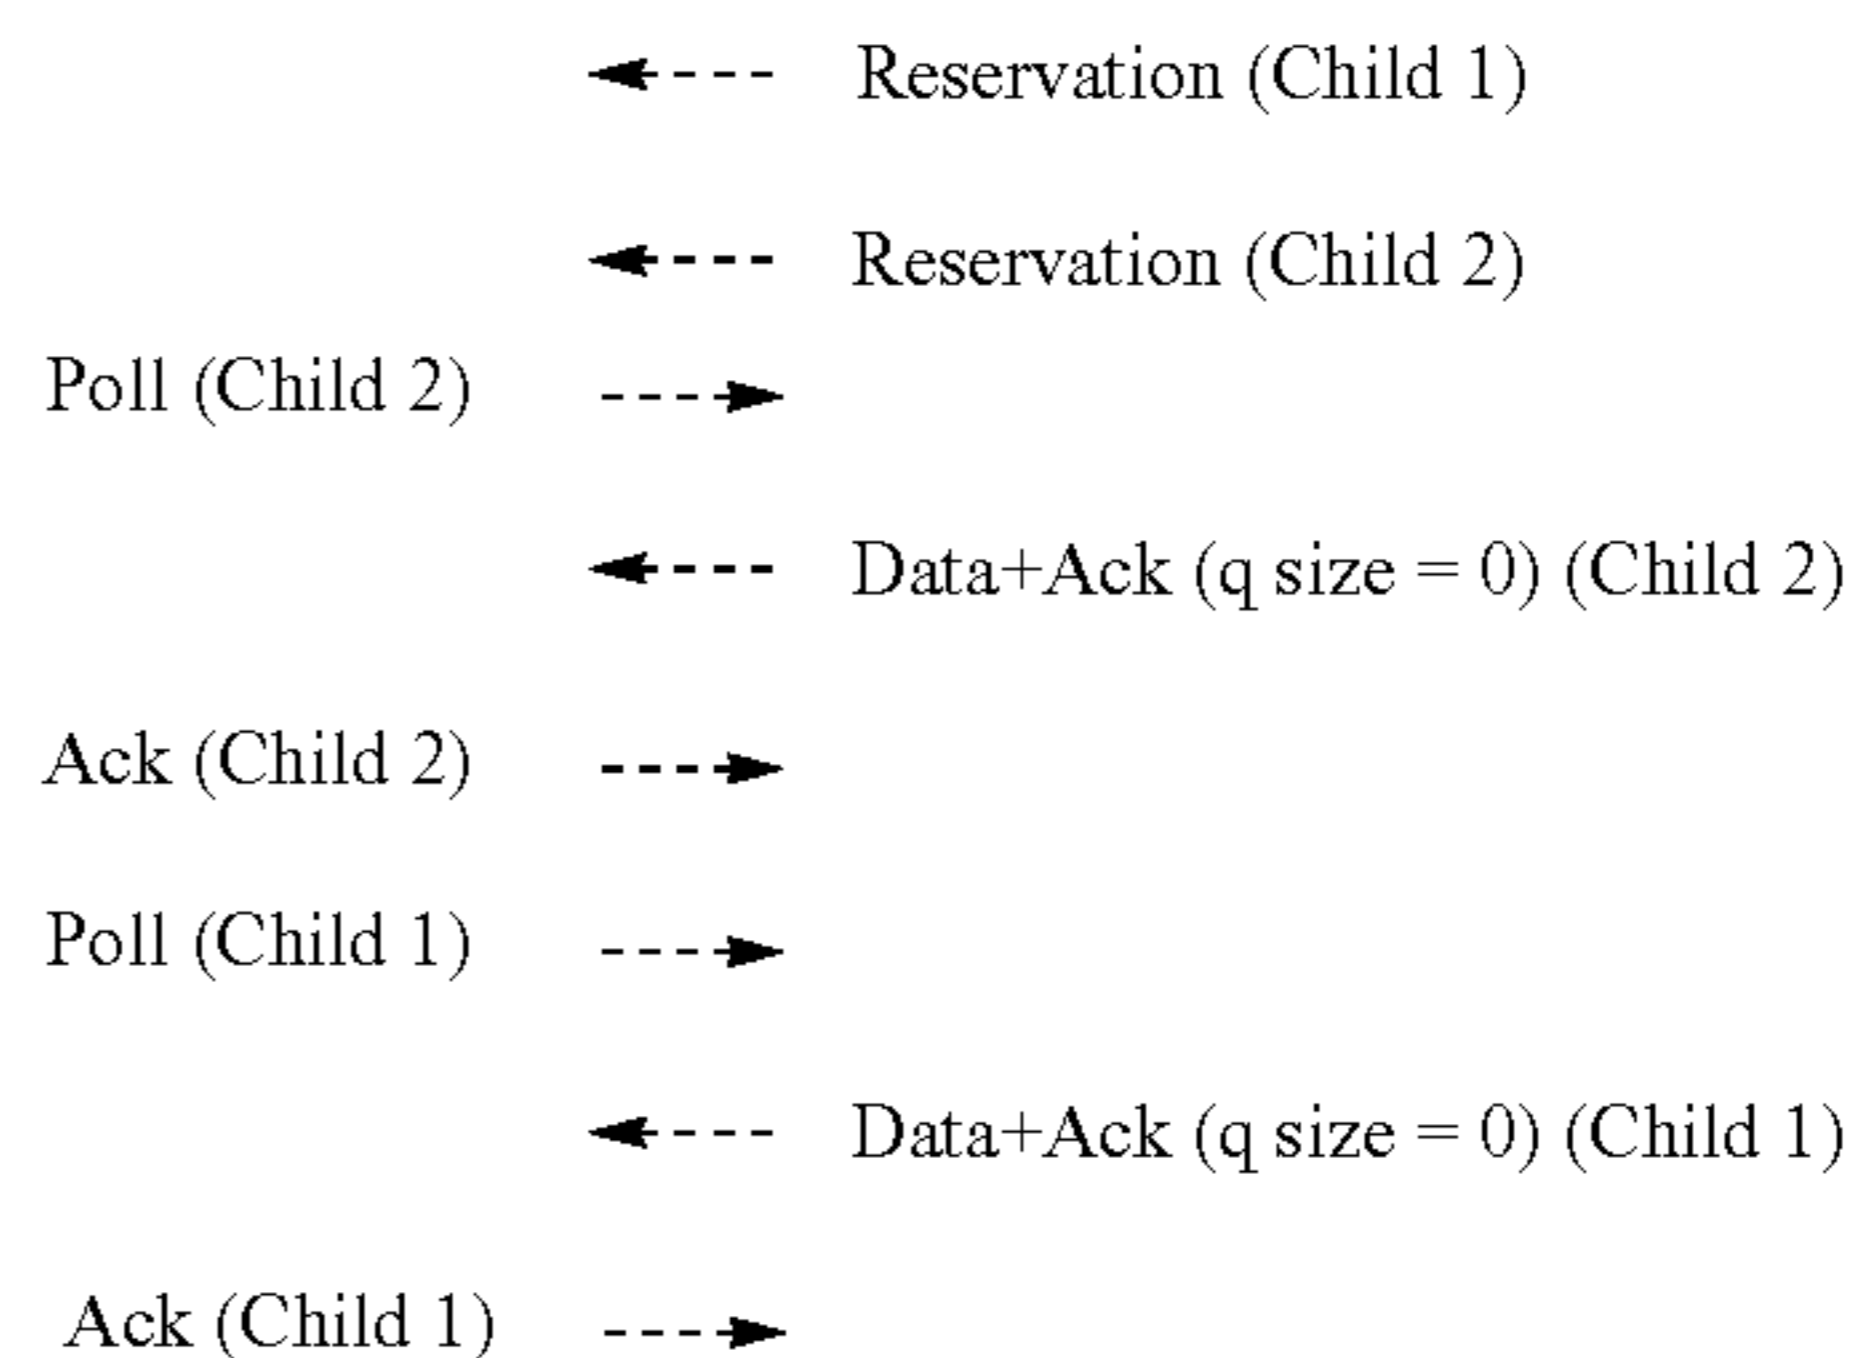 Reservation (Child 1)
Reservation (Child 2)
Poll (Child 2)
Data+Ack (q size = 0) (Child 2)
Ack (Child 2)
Poll (Child 1)
Data+Ack (q size = 0) (Child 1)
Ack (Child 1)